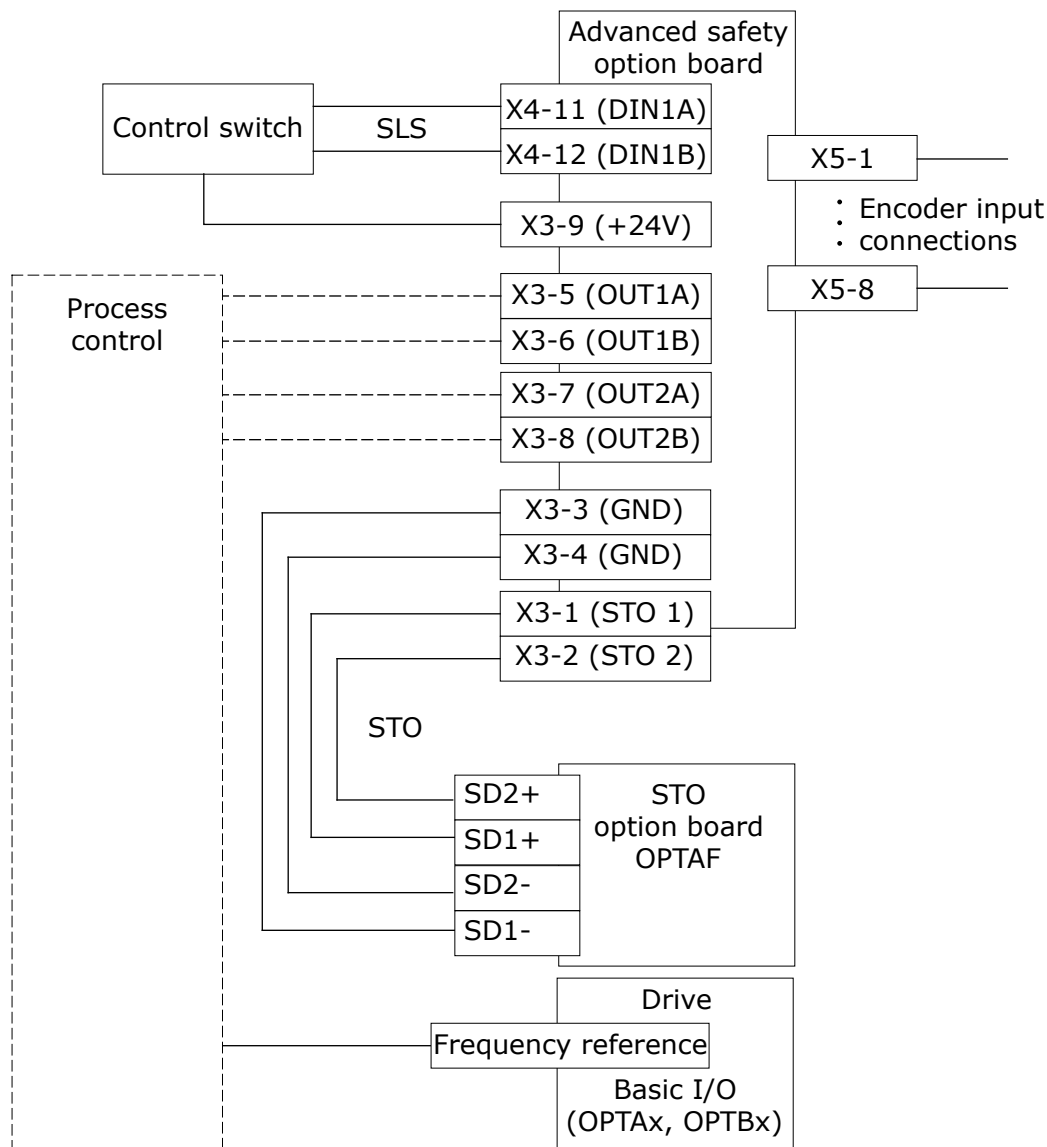 Advanced safety
option board
Control switch
SLS
X4-11 (DIN1A)
X4-12 (DIN1B)
X5-1
X3-9 (+24V)
Encoder input
connections
X5-8
Process
control
X3-5 (OUT1A)
X3-6 (OUT1B)
X3-7 (OUT2A)
X3-8 (OUT2B)
X3-3 (GND)
X3-4 (GND)
X3-1 (STO 1)
X3-2 (STO 2)
STO
SD2+
SD1+
SD2-
SD1-
STO
option board
OPTAF
Drive
Frequency reference
Basic I/O
(OPTAx, OPTBx)